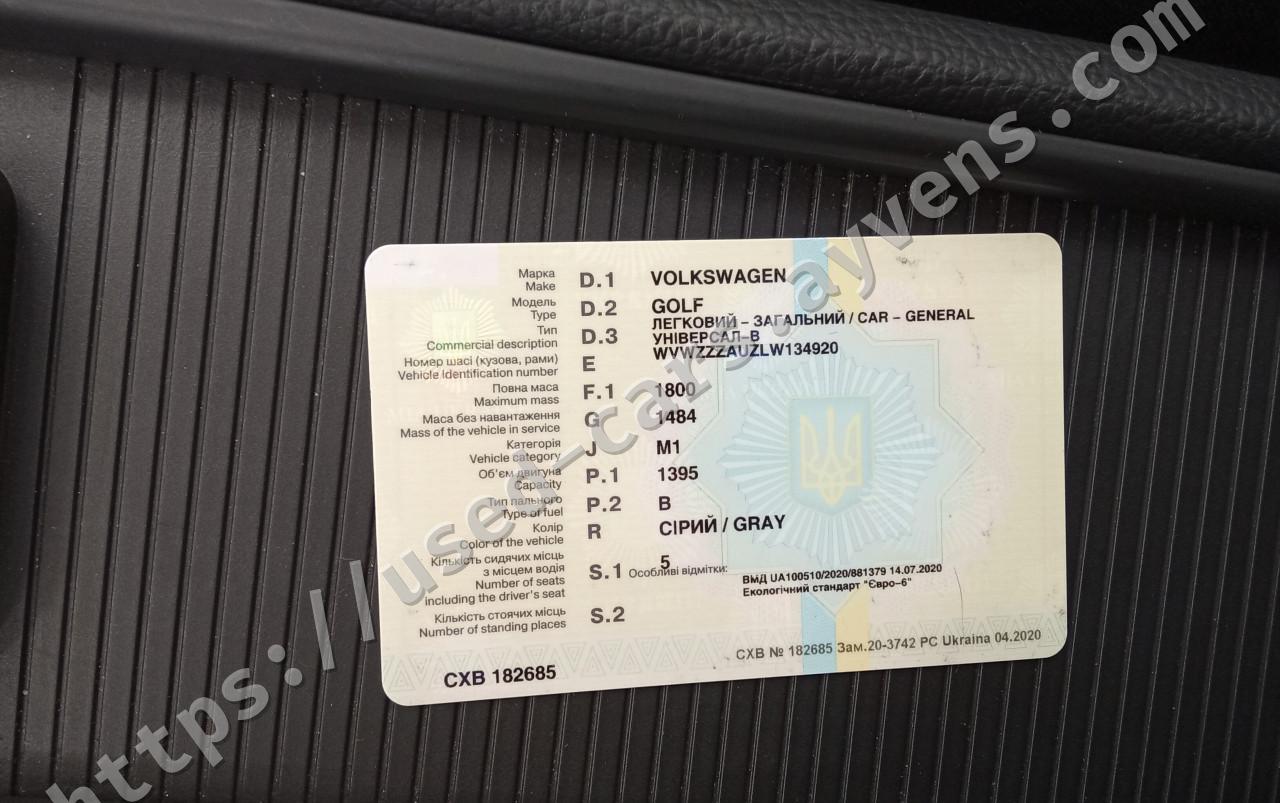 Марка
Make D.1 VOLKSWAGEN
Модель
Type D.2 GOLF
Тип
Commercial description D.3 ЛЕГКОВИЙ – ЗАГАЛЬНИЙ / CAR – GENERAL
УНІВЕРСАЛ–В
Номер шасі (кузова, рами)
Vehicle identification number E WVWZZZAUZLW134920
Повна маса
Maximum mass F.1 1800
Маса без навантаження
Mass of the vehicle in service G 1484
Категорія
Vehicle category J M1
Об'єм двигуна
Capacity P.1 1395
Тип пального
Type of fuel P.2 B
Колір
Color of the vehicle R СІРИЙ / GRAY
Кількість сидячих місць
з місцем водія
Number of seats
including the driver's seat S.1 5
Особливі відмітки: ВМД UA100510/2020/881379 14.07.2020
Екологічний стандарт "Євро–6"
Кількість стоячих місць
Number of standing places S.2
СХВ № 182685 Зам.20-3742 PC Ukraina 04.2020
СХВ 182685
https://used-cars.ayvens.com